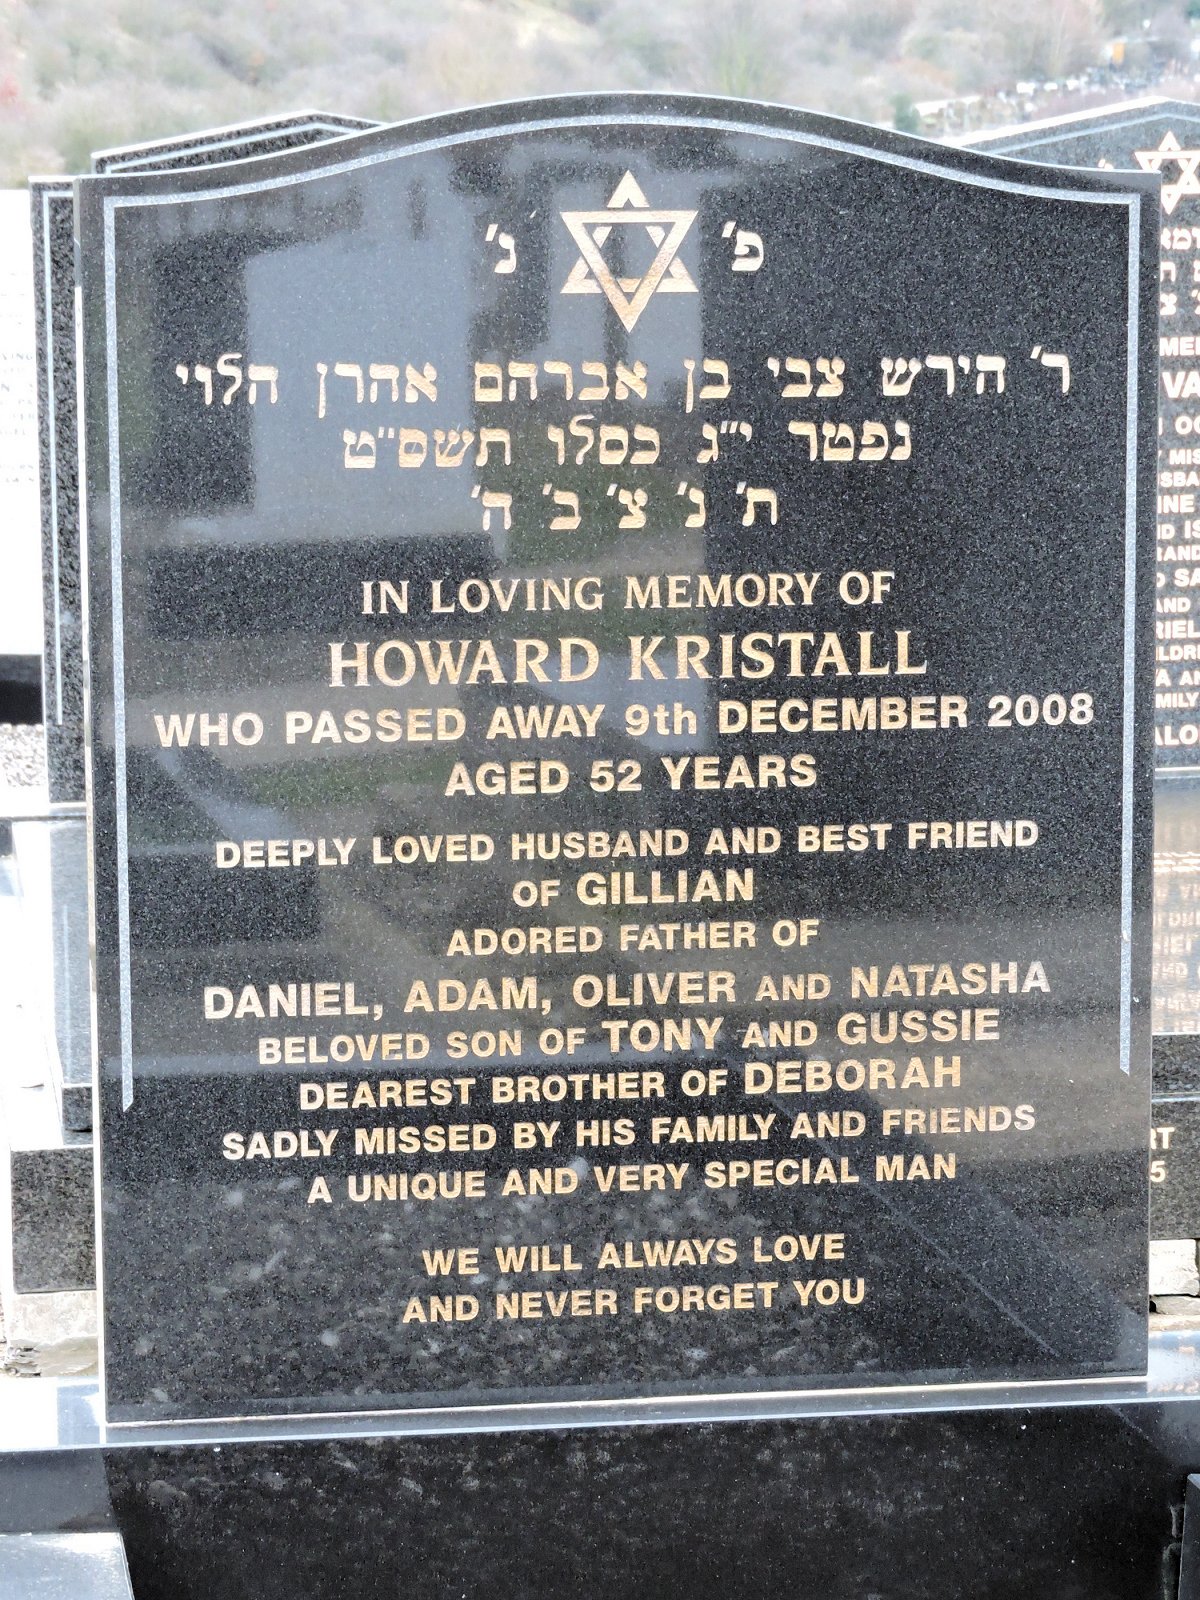 פ' נ'
ר' הירש צבי בן אברהם אהרן הלוי
נפטר י"ג כסלו תשס"ט
ת' נ' צ' ב' ה'
IN LOVING MEMORY OF
HOWARD KRISTALL
WHO PASSED AWAY 9th DECEMBER 2008
AGED 52 YEARS
DEEPLY LOVED HUSBAND AND BEST FRIEND
OF GILLIAN
ADORED FATHER OF
DANIEL, ADAM, OLIVER AND NATASHA
BELOVED SON OF TONY AND GUSSIE
DEAREST BROTHER OF DEBORAH
SADLY MISSED BY HIS FAMILY AND FRIENDS
A UNIQUE AND VERY SPECIAL MAN
WE WILL ALWAYS LOVE
AND NEVER FORGET YOU